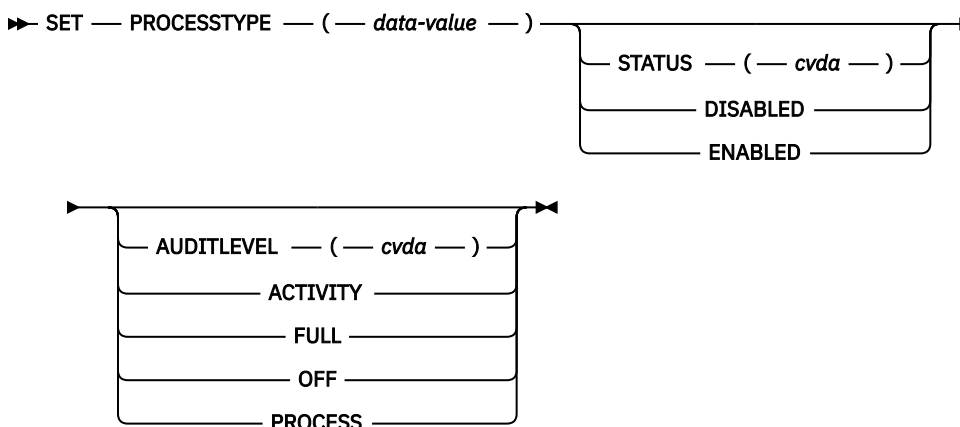 SET PROCESSTYPE ( data-value )
STATUS ( cvda )
DISABLED
ENABLED
AUDITLEVEL ( cvda )
ACTIVITY
FULL
OFF
PROCESS